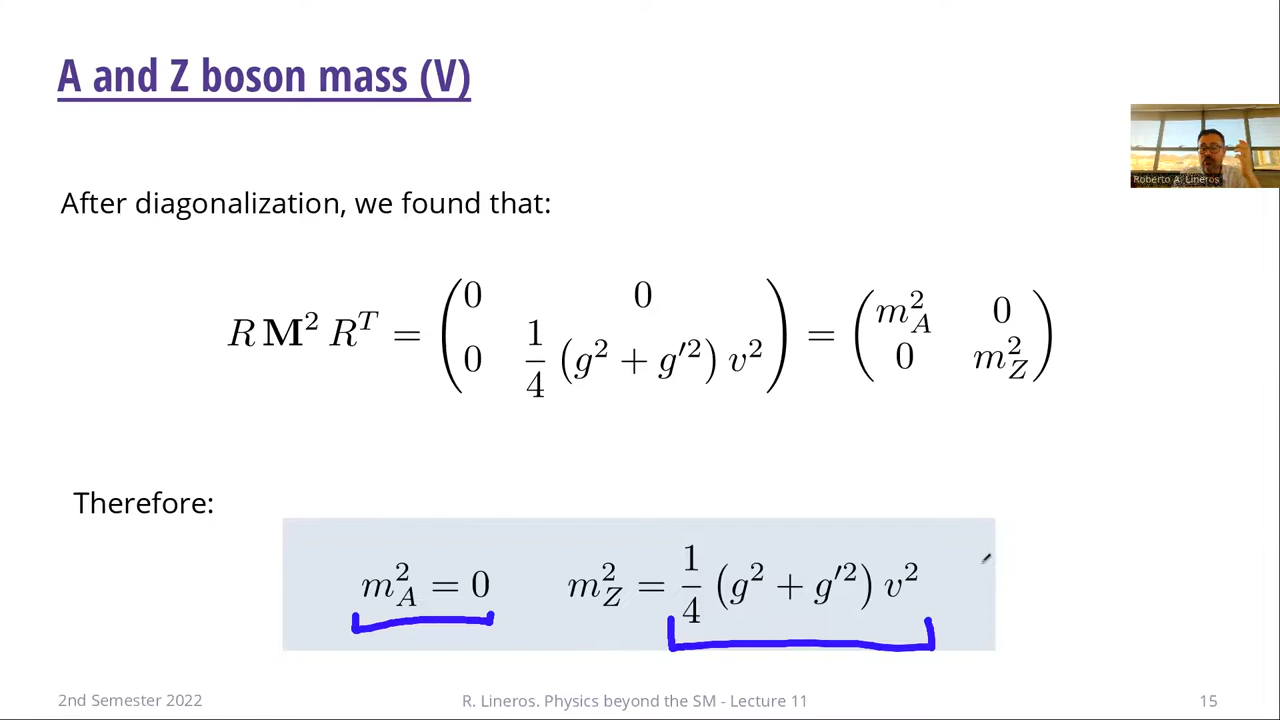 A and Z boson mass (V)
Roberto A. Lineros
After diagonalization, we found that:
R M² Rᵀ = ( 0 0 ; 0 1/4 (g² + g′²) v² ) = ( m_A² 0 ; 0 m_Z² )
Therefore:
m_A² = 0 m_Z² = 1/4 (g² + g′²) v²
2nd Semester 2022 R. Lineros. Physics beyond the SM - Lecture 11 15